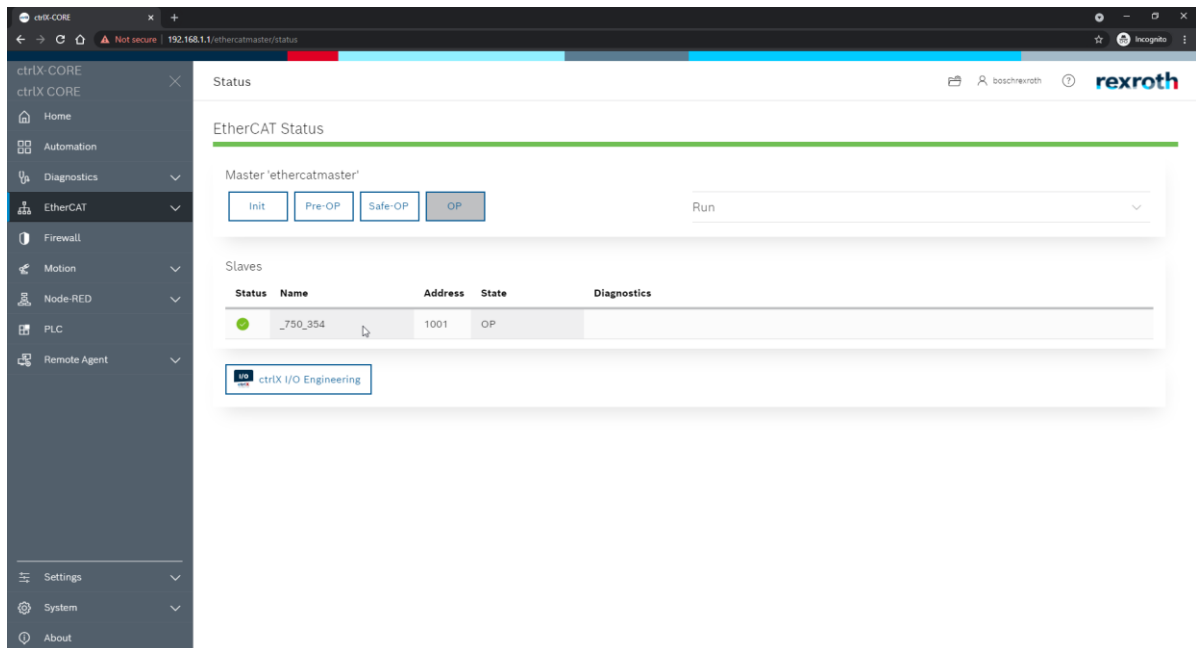 ctrlX-CORE
Not secure | 192.168.1.1/ethercatmaster/status
Incognito
ctrlX-CORE
ctrlX CORE
Home
Automation
Diagnostics
EtherCAT
Firewall
Motion
Node-RED
PLC
Remote Agent
Settings
System
About
Status
boschrexroth
rexroth
EtherCAT Status
Master 'ethercatmaster'
Init Pre-OP Safe-OP OP
Run
Slaves
Status Name Address State Diagnostics
_750_354 1001 OP
I/O ctrlX I/O Engineering